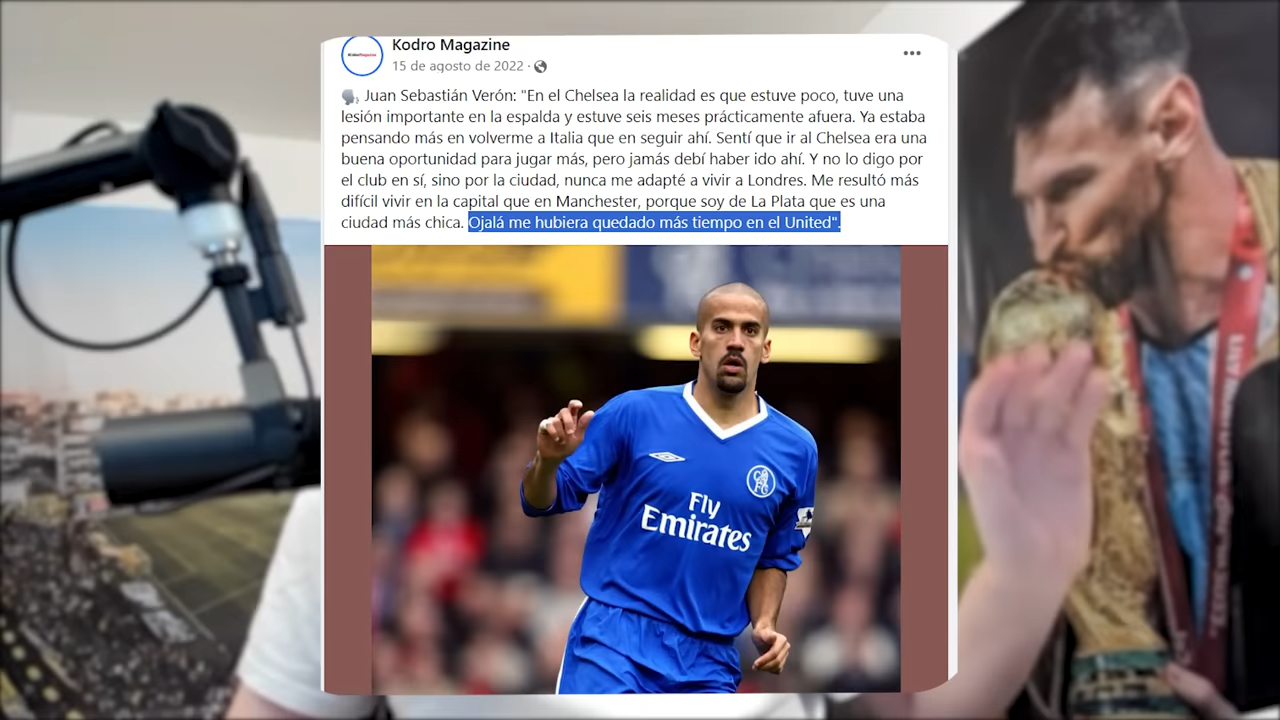 Kodro Magazine
15 de agosto de 2022 ·
Juan Sebastián Verón: "En el Chelsea la realidad es que estuve poco, tuve una
lesión importante en la espalda y estuve seis meses prácticamente afuera. Ya estaba
pensando más en volverme a Italia que en seguir ahí. Sentí que ir al Chelsea era una
buena oportunidad para jugar más, pero jamás debí haber ido ahí. Y no lo digo por
el club en sí, sino por la ciudad, nunca me adapté a vivir a Londres. Me resultó más
difícil vivir en la capital que en Manchester, porque soy de La Plata que es una
ciudad más chica. Ojalá me hubiera quedado más tiempo en el United".
Fly
Emirates